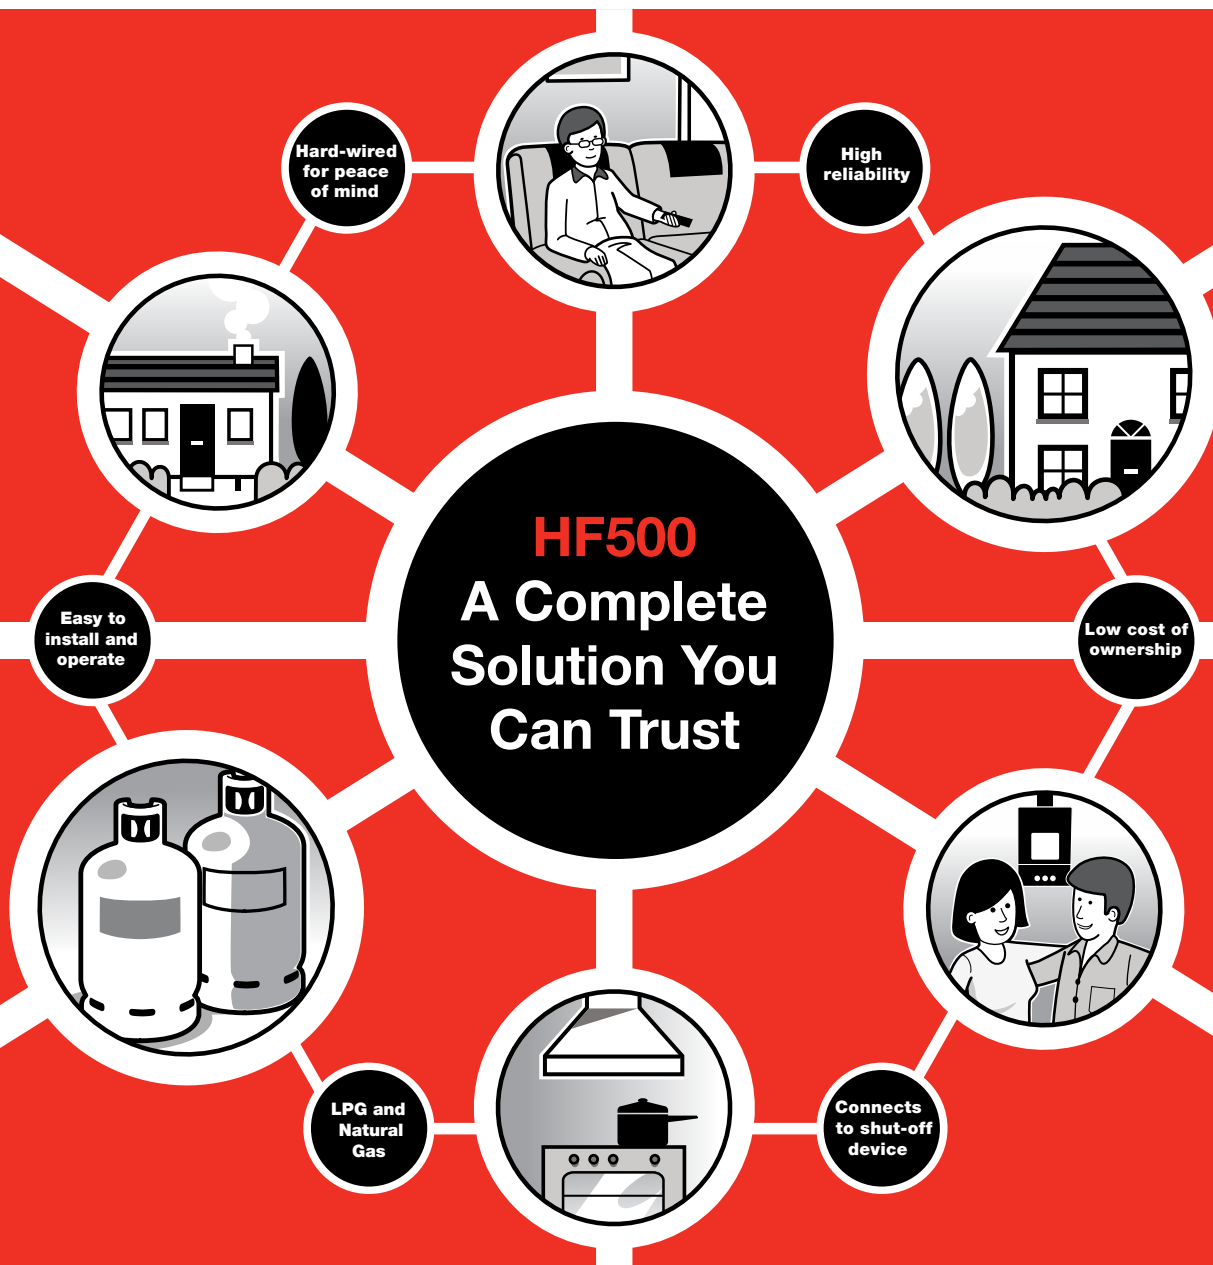 Hard-wired
for peace
of mind
High
reliability
HF500
A Complete
Solution You
Can Trust
Easy to
install and
operate
Low cost of
ownership
LPG and
Natural
Gas
Connects
to shut-off
device